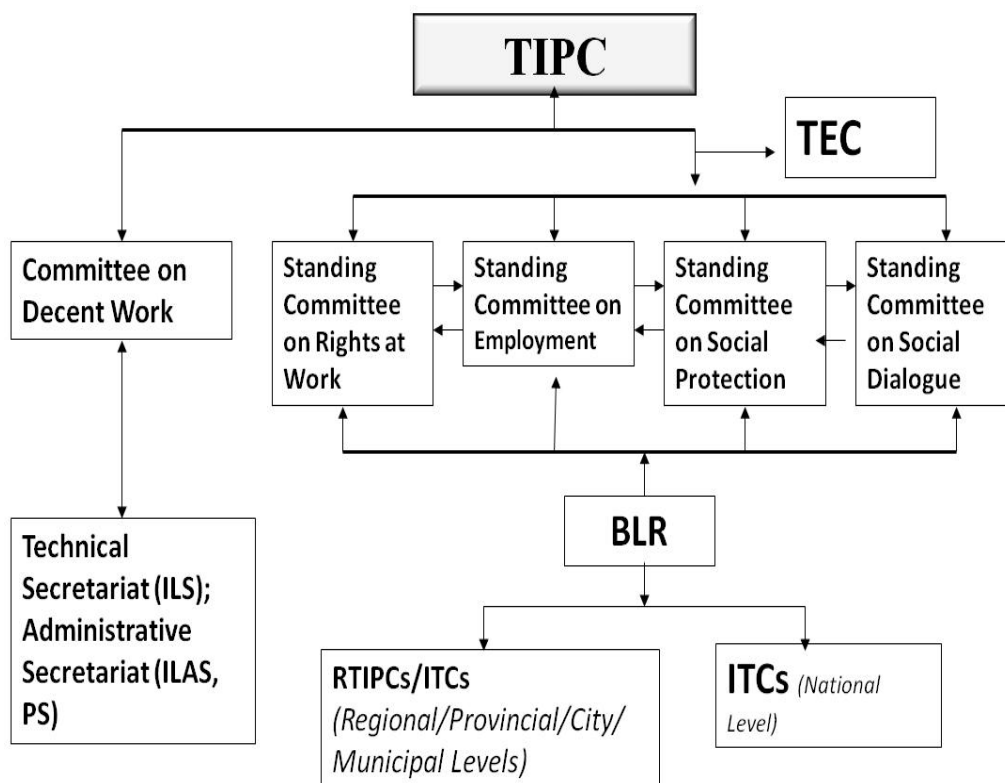 TIPC
TEC
Committee on
Decent Work
Standing
Committee
on Rights at
Work
Standing
Committee on
Employment
Standing
Committee
on Social
Protection
Standing
Committee
on Social
Dialogue
BLR
Technical
Secretariat (ILS);
Administrative
Secretariat (ILAS,
PS)
RTIPCs/ITCs
(Regional/Provincial/City/
Municipal Levels)
ITCs (National
Level)